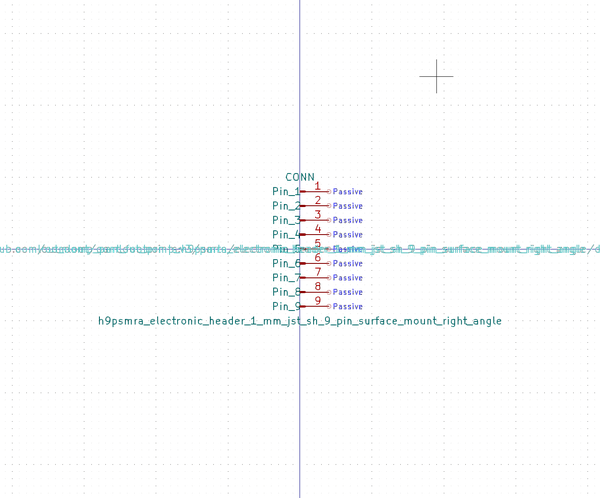 CONN
Pin_1 1 Passive
Pin_2 2 Passive
Pin_3 3 Passive
Pin_4 4 Passive
5
Pin_6 6 Passive
Pin_7 7 Passive
Pin_8 8 Passive
Pin_9 9 Passive
h9psmra_electronic_header_1_mm_jst_sh_9_pin_surface_mount_right_angle